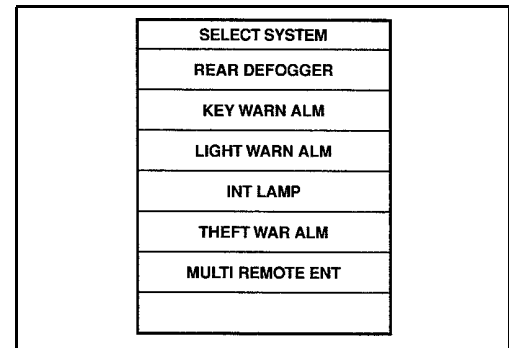 SELECT SYSTEM
REAR DEFOGGER
KEY WARN ALM
LIGHT WARN ALM
INT LAMP
THEFT WAR ALM
MULTI REMOTE ENT